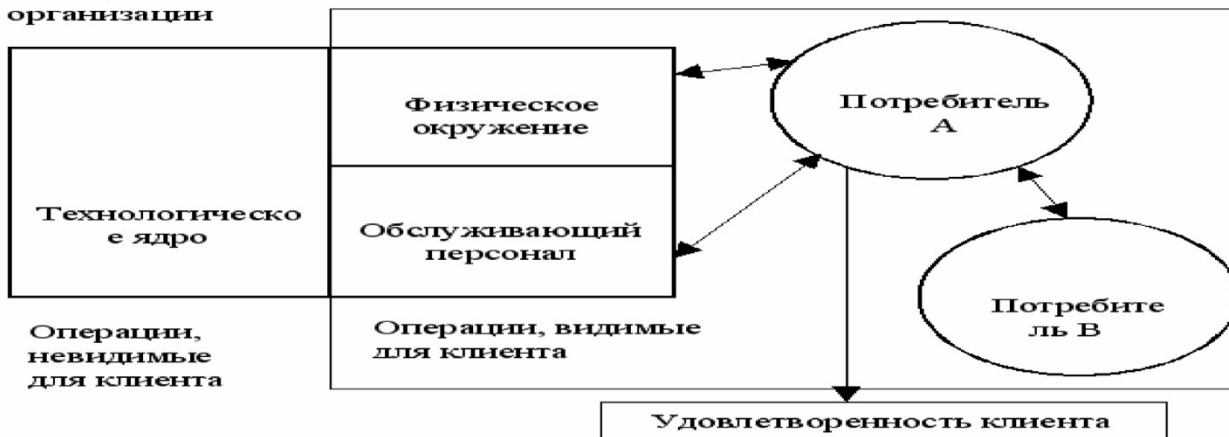 организации
Физическое
окружение
Потребитель
А
Технологическо
е ядро
Обслуживающий
персонал
Потребите
ль В
Операции,
невидимые
для клиента
Операции, видимые
для клиента
Удовлетворенность клиента